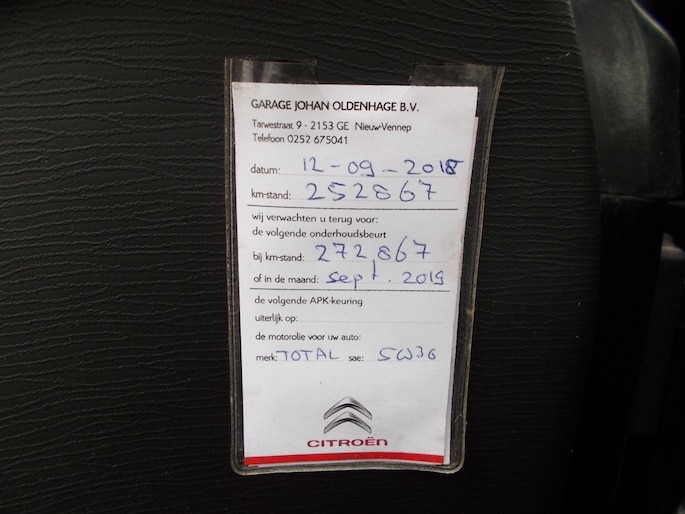 GARAGE JOHAN OLDENHAGE B.V.
Tarwestraat 9 - 2153 GE Nieuw-Vennep
Telefoon 0252 675041
datum: 12-09-2018
km-stand: 252867
wij verwachten u terug voor:
de volgende onderhoudsbeurt
bij km-stand: 272867
of in de maand: sept. 2019
de volgende APK-keuring
uiterlijk op:
de motorolie voor uw auto:
merk: TOTAL sae: 5W30
CITROËN